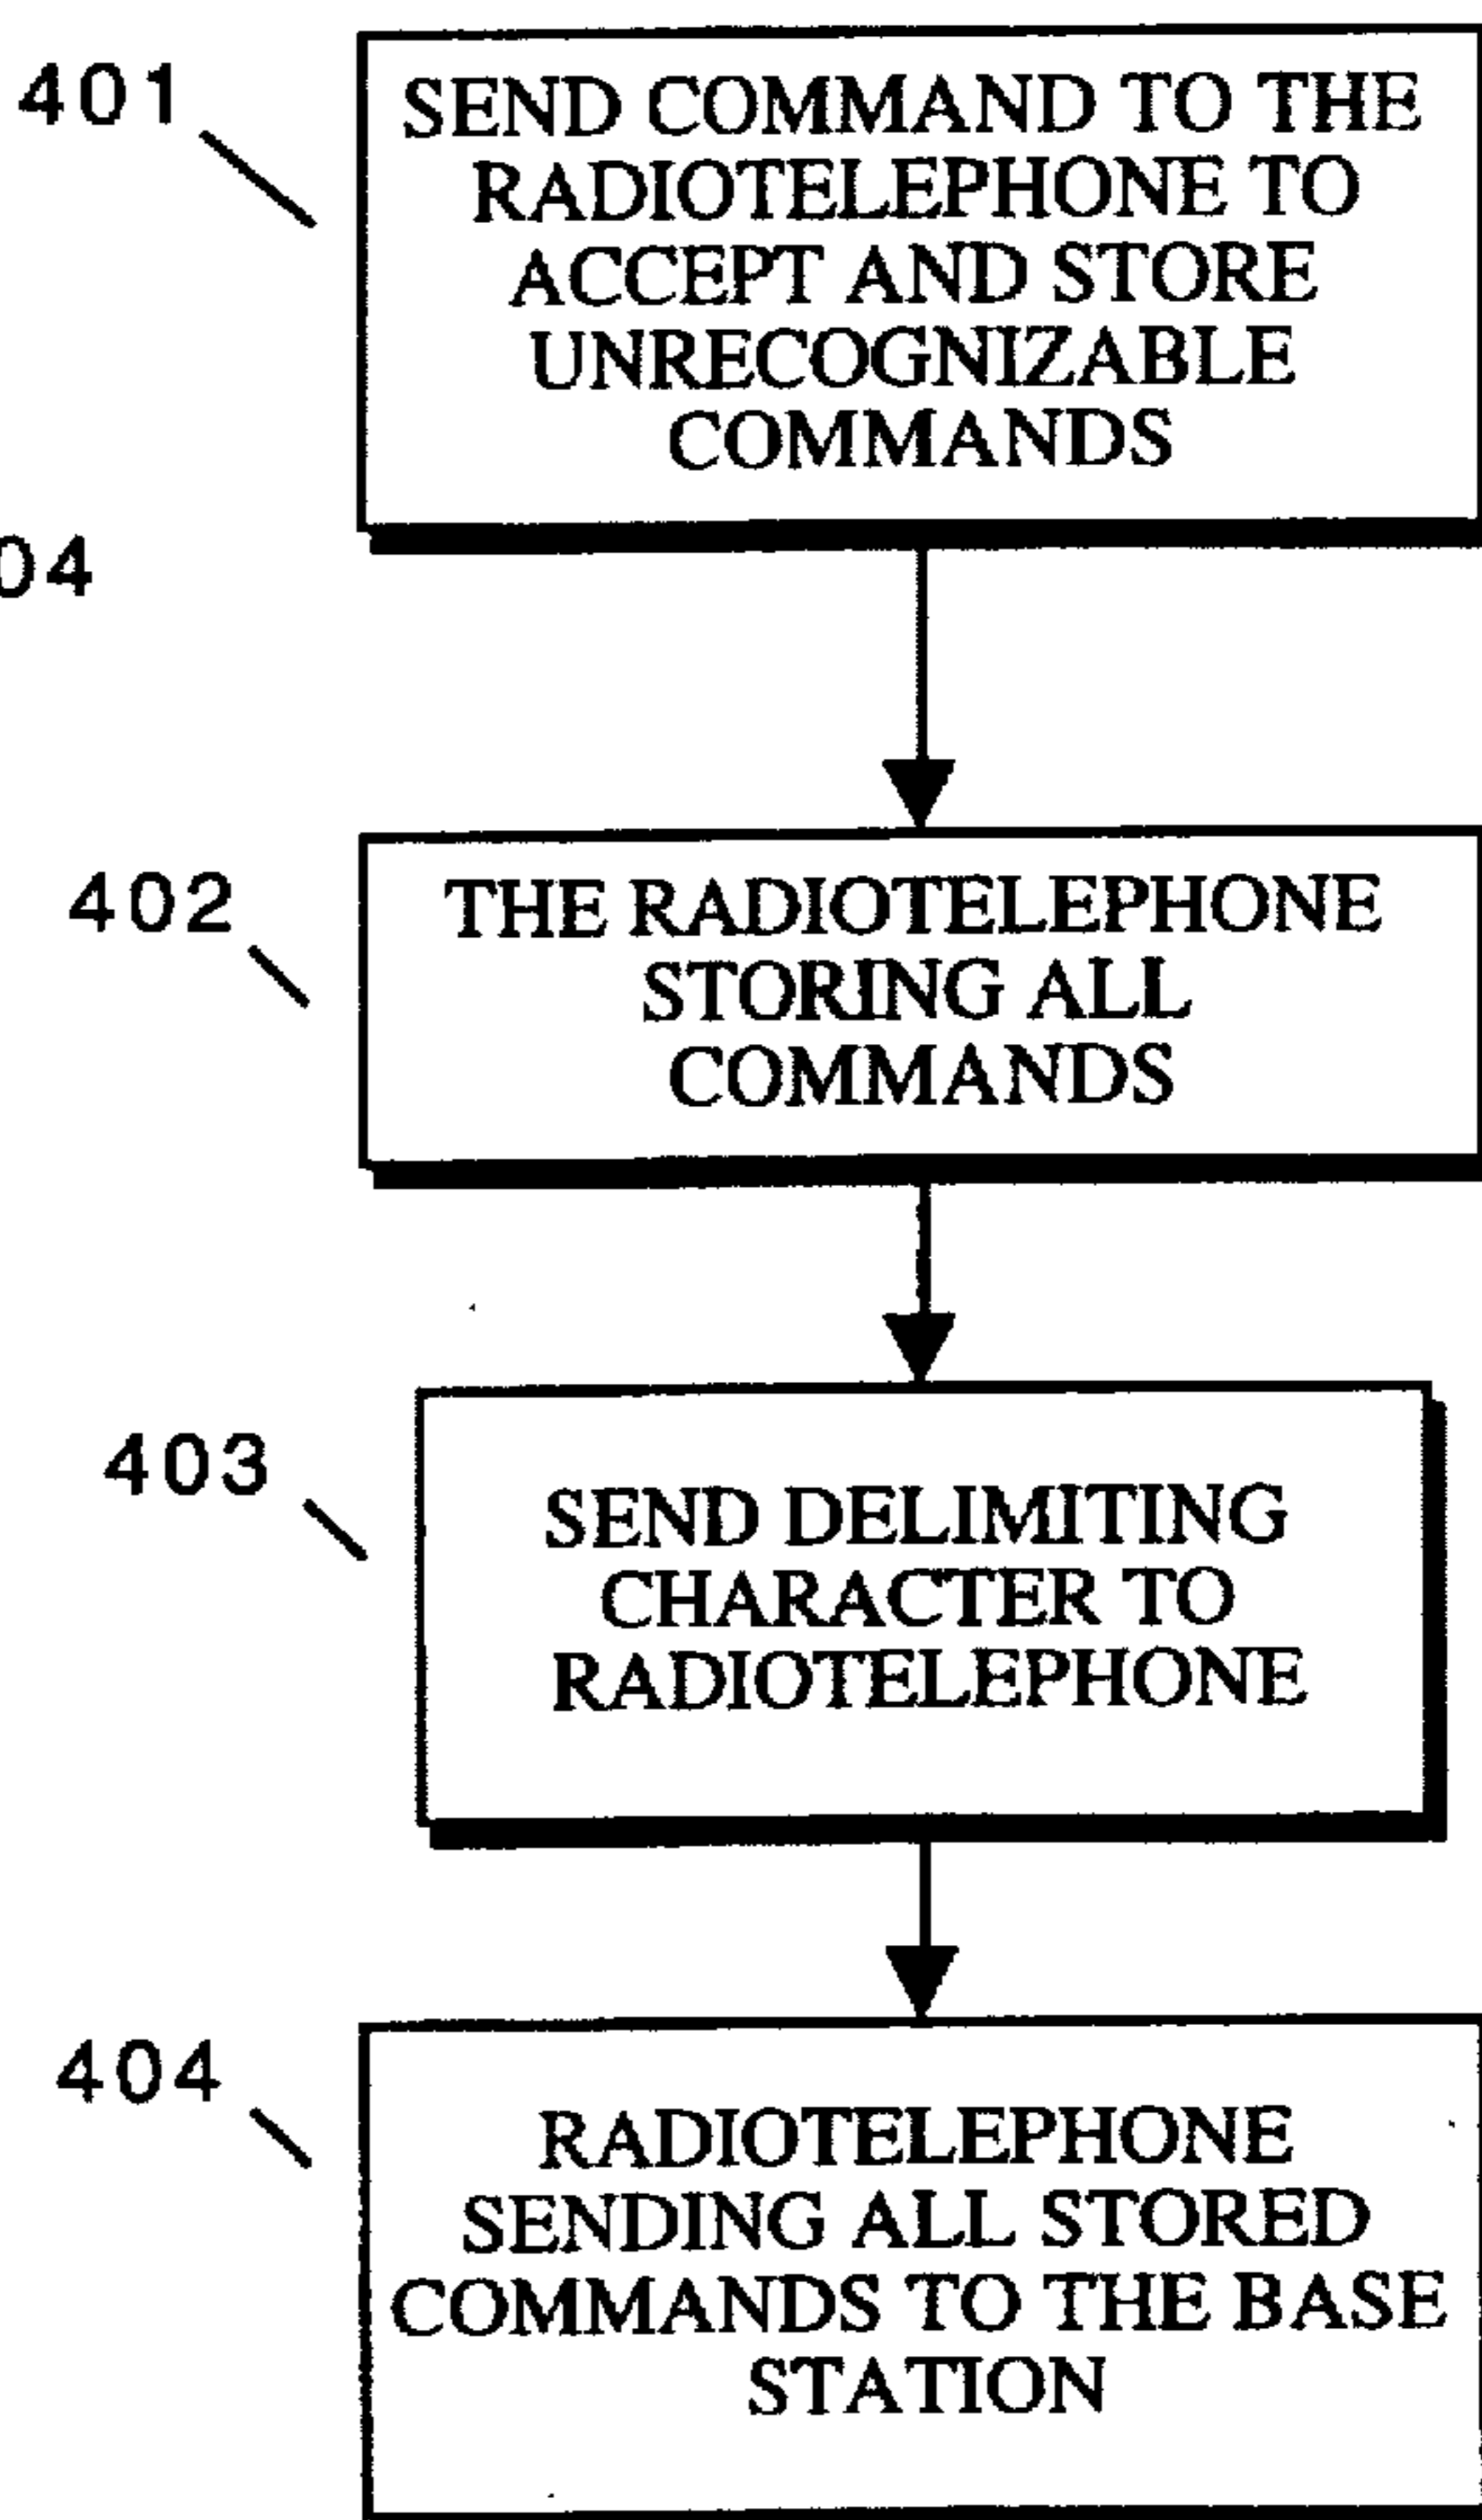 401
SEND COMMAND TO THE
RADIOTELEPHONE TO
ACCEPT AND STORE
UNRECOGNIZABLE
COMMANDS
04
402
THE RADIOTELEPHONE
STORING ALL
COMMANDS
403
SEND DELIMITING
CHARACTER TO
RADIOTELEPHONE
404
RADIOTELEPHONE
SENDING ALL STORED
COMMANDS TO THE BASE
STATION